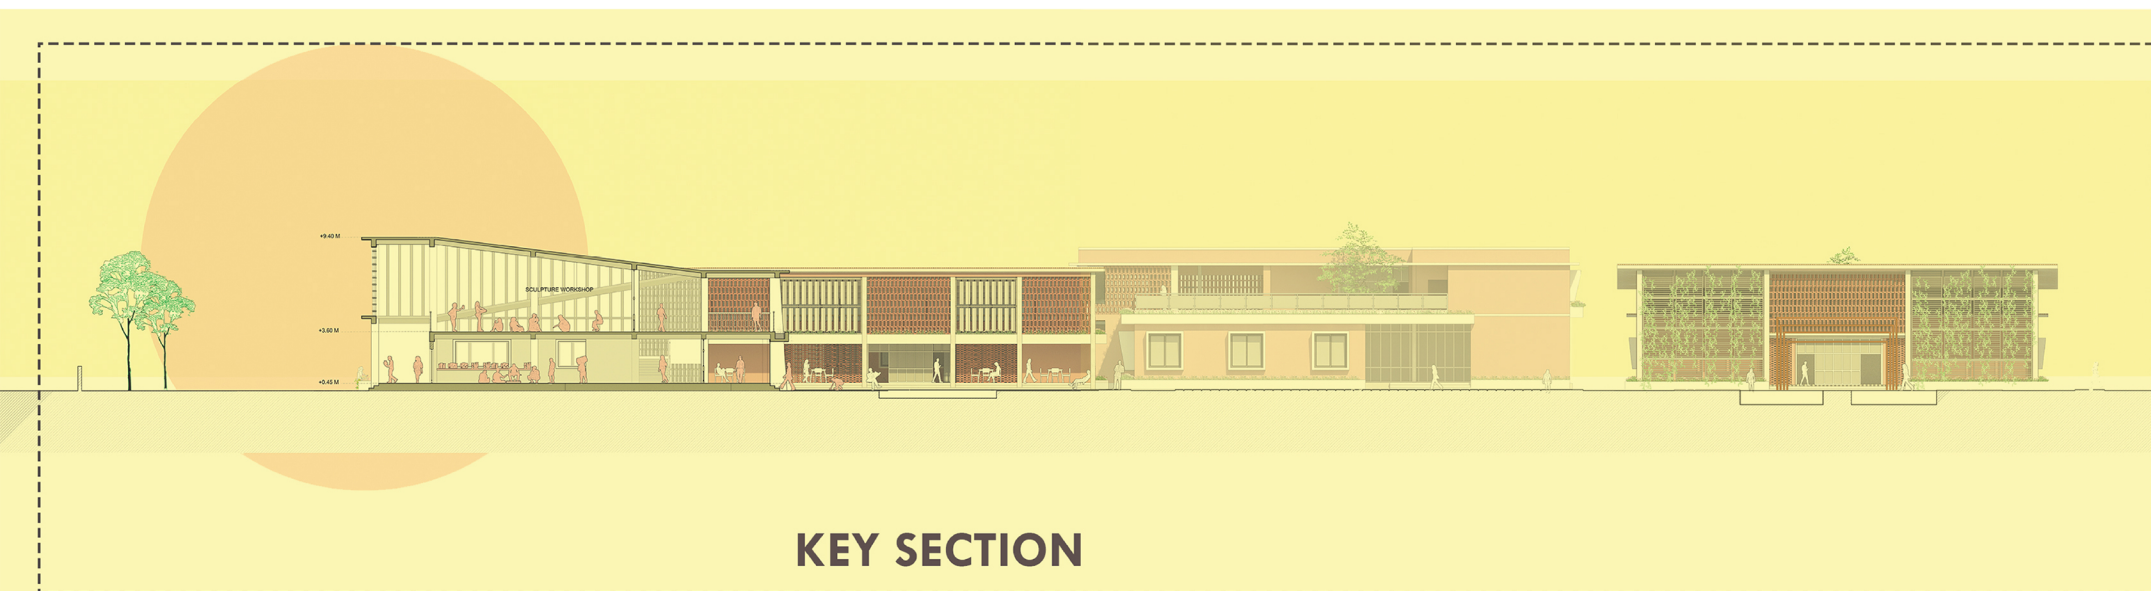 +9.40 M
SCULPTURE WORKSHOP
+3.60 M
+0.45 M
KEY SECTION